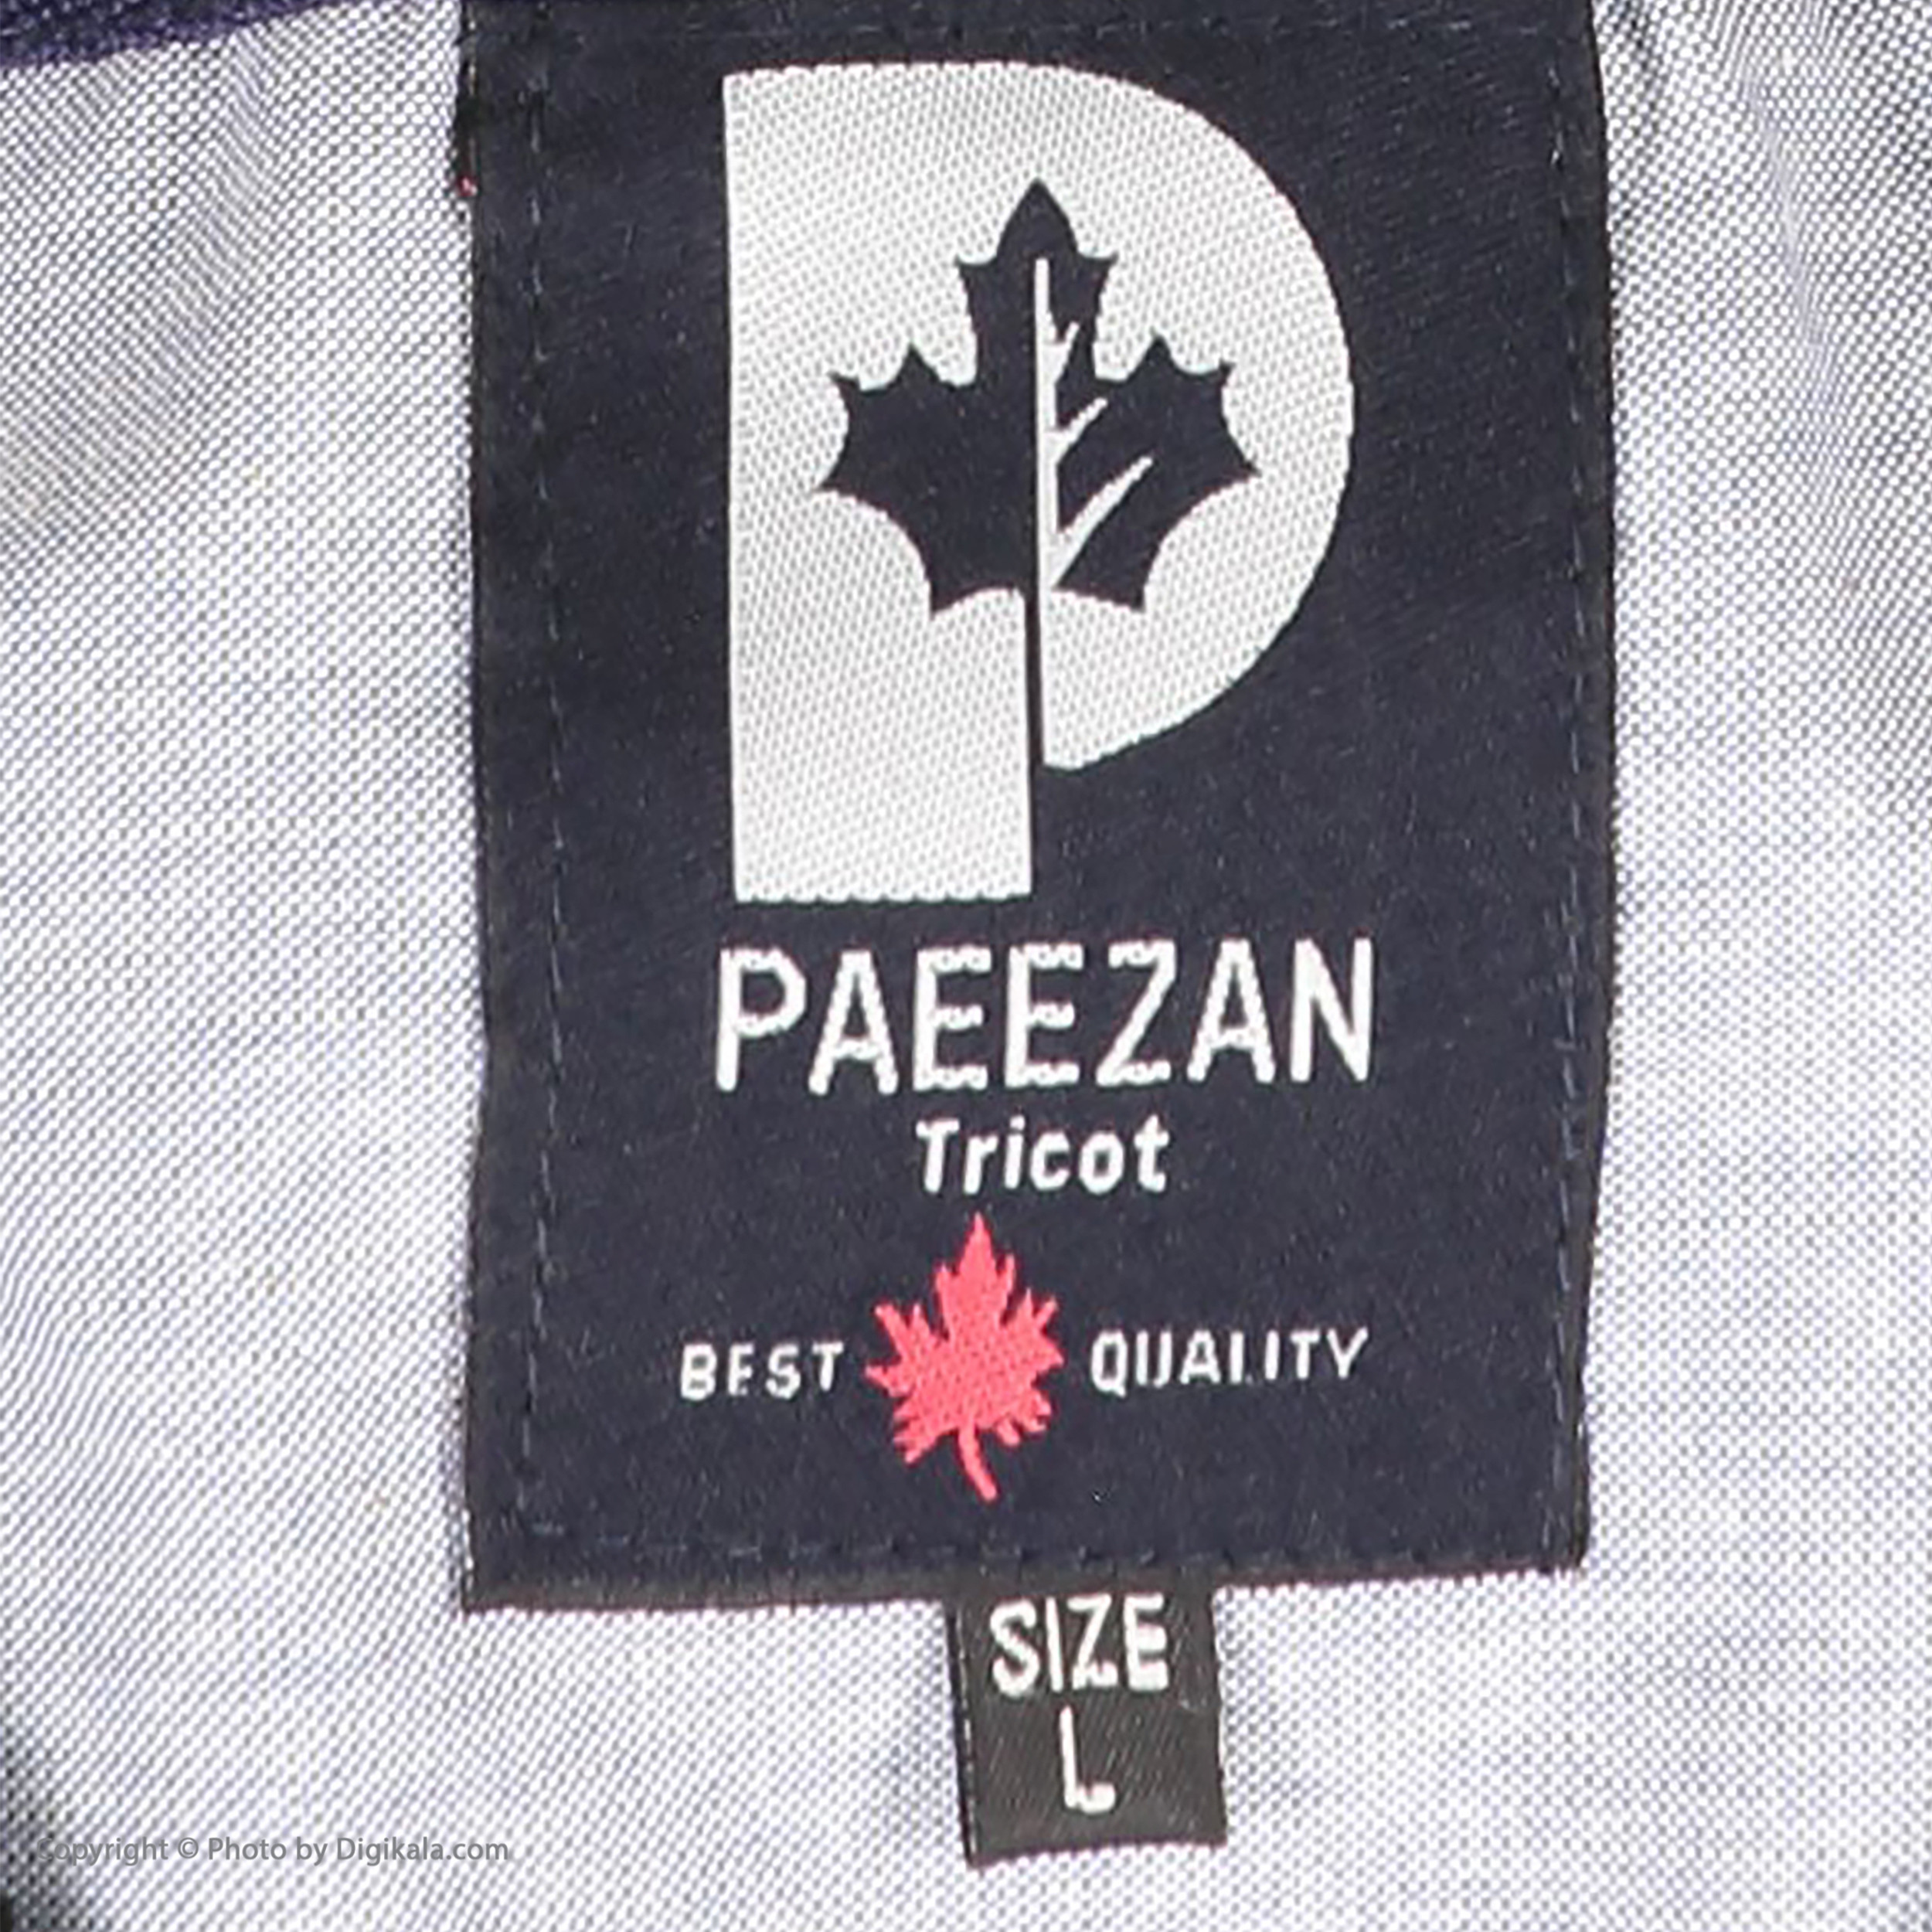 PAEEZAN
Tricot
BEST QUALITY
SIZE
L
Copyright © Photo by Digikala.com